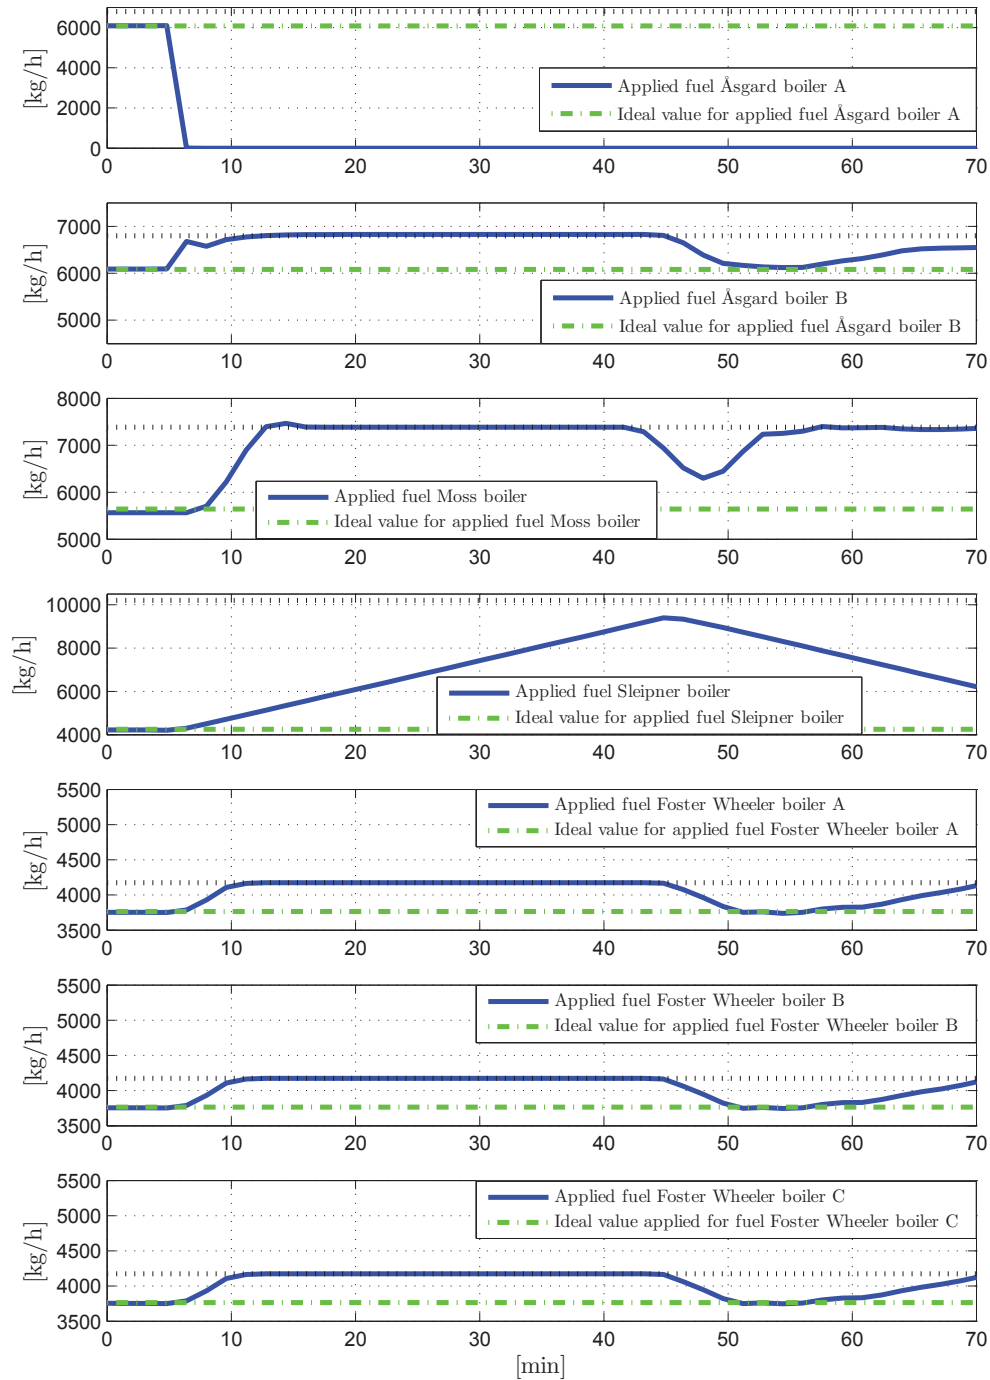 [kg/h]
6000
4000
2000
0
Applied fuel Åsgard boiler A
Ideal value for applied fuel Åsgard boiler A
0 10 20 30 40 50 60 70
[kg/h]
7000
6000
5000
Applied fuel Åsgard boiler B
Ideal value for applied fuel Åsgard boiler B
0 10 20 30 40 50 60 70
[kg/h]
8000
7000
6000
5000
Applied fuel Moss boiler
Ideal value for applied fuel Moss boiler
0 10 20 30 40 50 60 70
[kg/h]
10000
8000
6000
4000
Applied fuel Sleipner boiler
Ideal value for applied fuel Sleipner boiler
0 10 20 30 40 50 60 70
[kg/h]
5500
5000
4500
4000
3500
Applied fuel Foster Wheeler boiler A
Ideal value for applied fuel Foster Wheeler boiler A
0 10 20 30 40 50 60 70
[kg/h]
5500
5000
4500
4000
3500
Applied fuel Foster Wheeler boiler B
Ideal value for applied fuel Foster Wheeler boiler B
0 10 20 30 40 50 60 70
[kg/h]
5500
5000
4500
4000
3500
Applied fuel Foster Wheeler boiler C
Ideal value applied for fuel Foster Wheeler boiler C
0 10 20 30 40 50 60 70
[min]